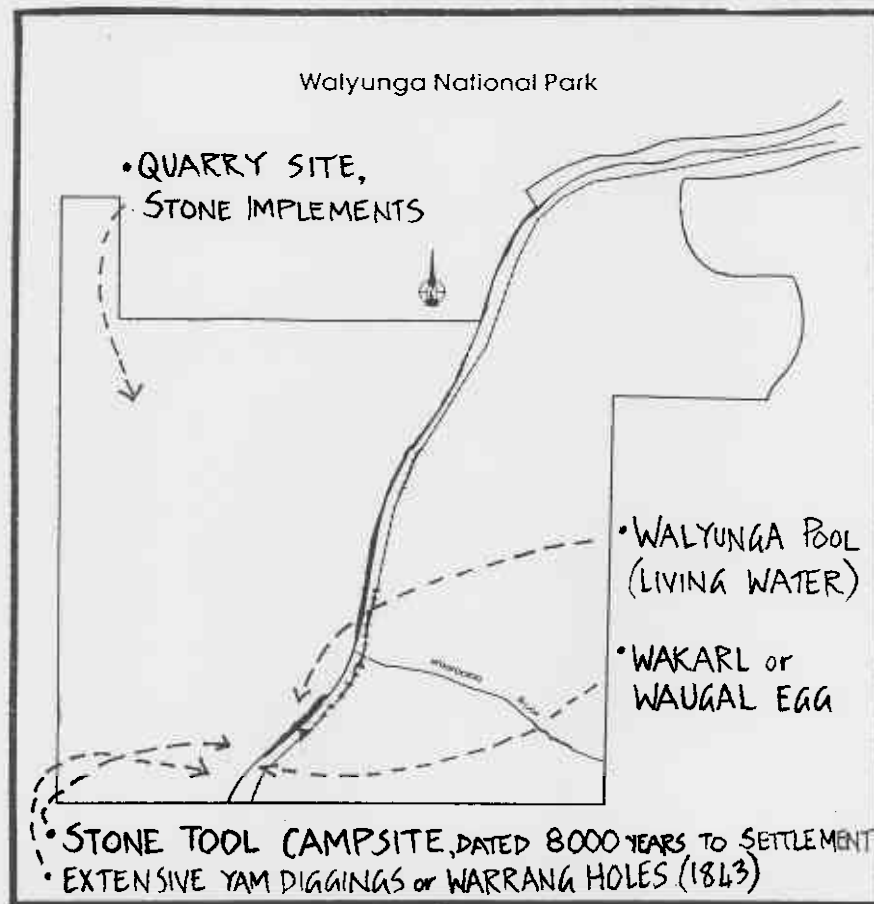 Walyunga National Park
• QUARRY SITE,
STONE IMPLEMENTS
N
• WALYUNGA POOL
(LIVING WATER)
• WAKARL or
WAUGAL EGG
• STONE TOOL CAMPSITE, DATED 8000 YEARS TO SETTLEMENT
• EXTENSIVE YAM DIGGINGS or WARRANG HOLES (1843)